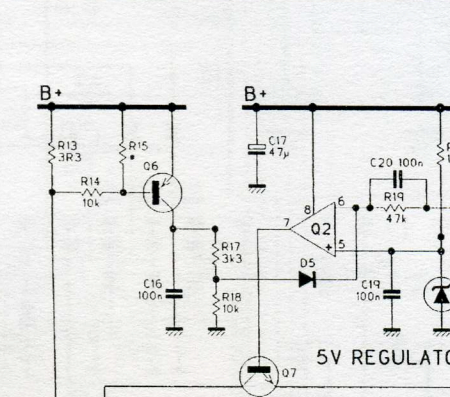 B+
B+
R13
3R3
R15
•
Q6
R14
10k
C17
47µ
C20 100n
R19
47k
8
6
7
Q2
+
5
R17
3k3
D5
C16
100n
R18
10k
C19
100n
5V REGULATO
Q7